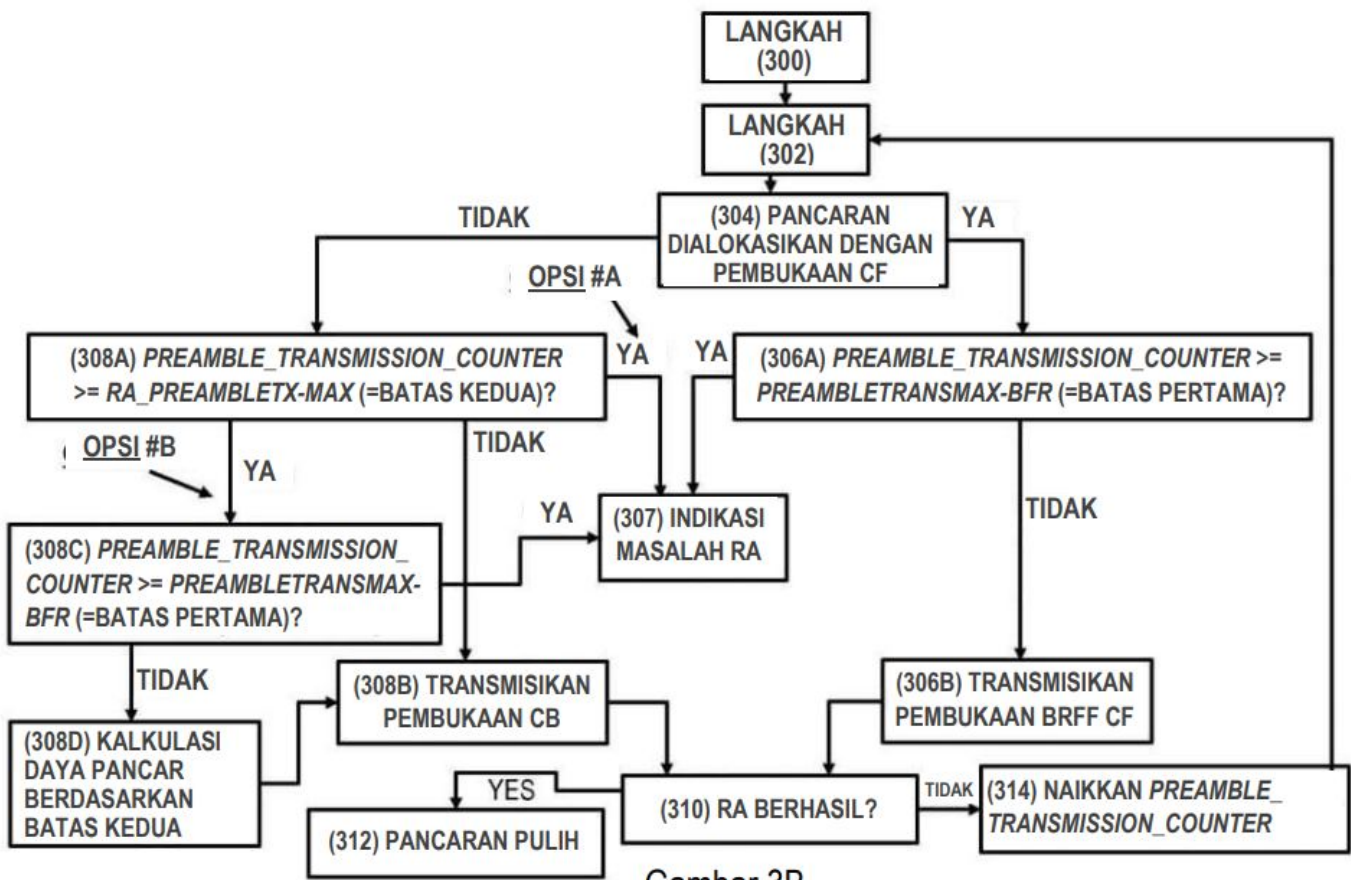 LANGKAH
(300)
LANGKAH
(302)
TIDAK
(304) PANCARAN
DIALOKASIKAN DENGAN
PEMBUKAAN CF
YA
OPSI #A
(308A) PREAMBLE_TRANSMISSION_COUNTER
>= RA_PREAMBLETX-MAX (=BATAS KEDUA)?
YA
YA
(306A) PREAMBLE_TRANSMISSION_COUNTER >=
PREAMBLETRANSMAX-BFR (=BATAS PERTAMA)?
OPSI #B
YA
TIDAK
TIDAK
(308C) PREAMBLE_TRANSMISSION_
COUNTER >= PREAMBLETRANSMAX-
BFR (=BATAS PERTAMA)?
YA
(307) INDIKASI
MASALAH RA
TIDAK
(308B) TRANSMISIKAN
PEMBUKAAN CB
(306B) TRANSMISIKAN
PEMBUKAAN BRFF CF
(308D) KALKULASI
DAYA PANCAR
BERDASARKAN
BATAS KEDUA
YES
(312) PANCARAN PULIH
(310) RA BERHASIL?
TIDAK
(314) NAIKKAN PREAMBLE_
TRANSMISSION_COUNTER